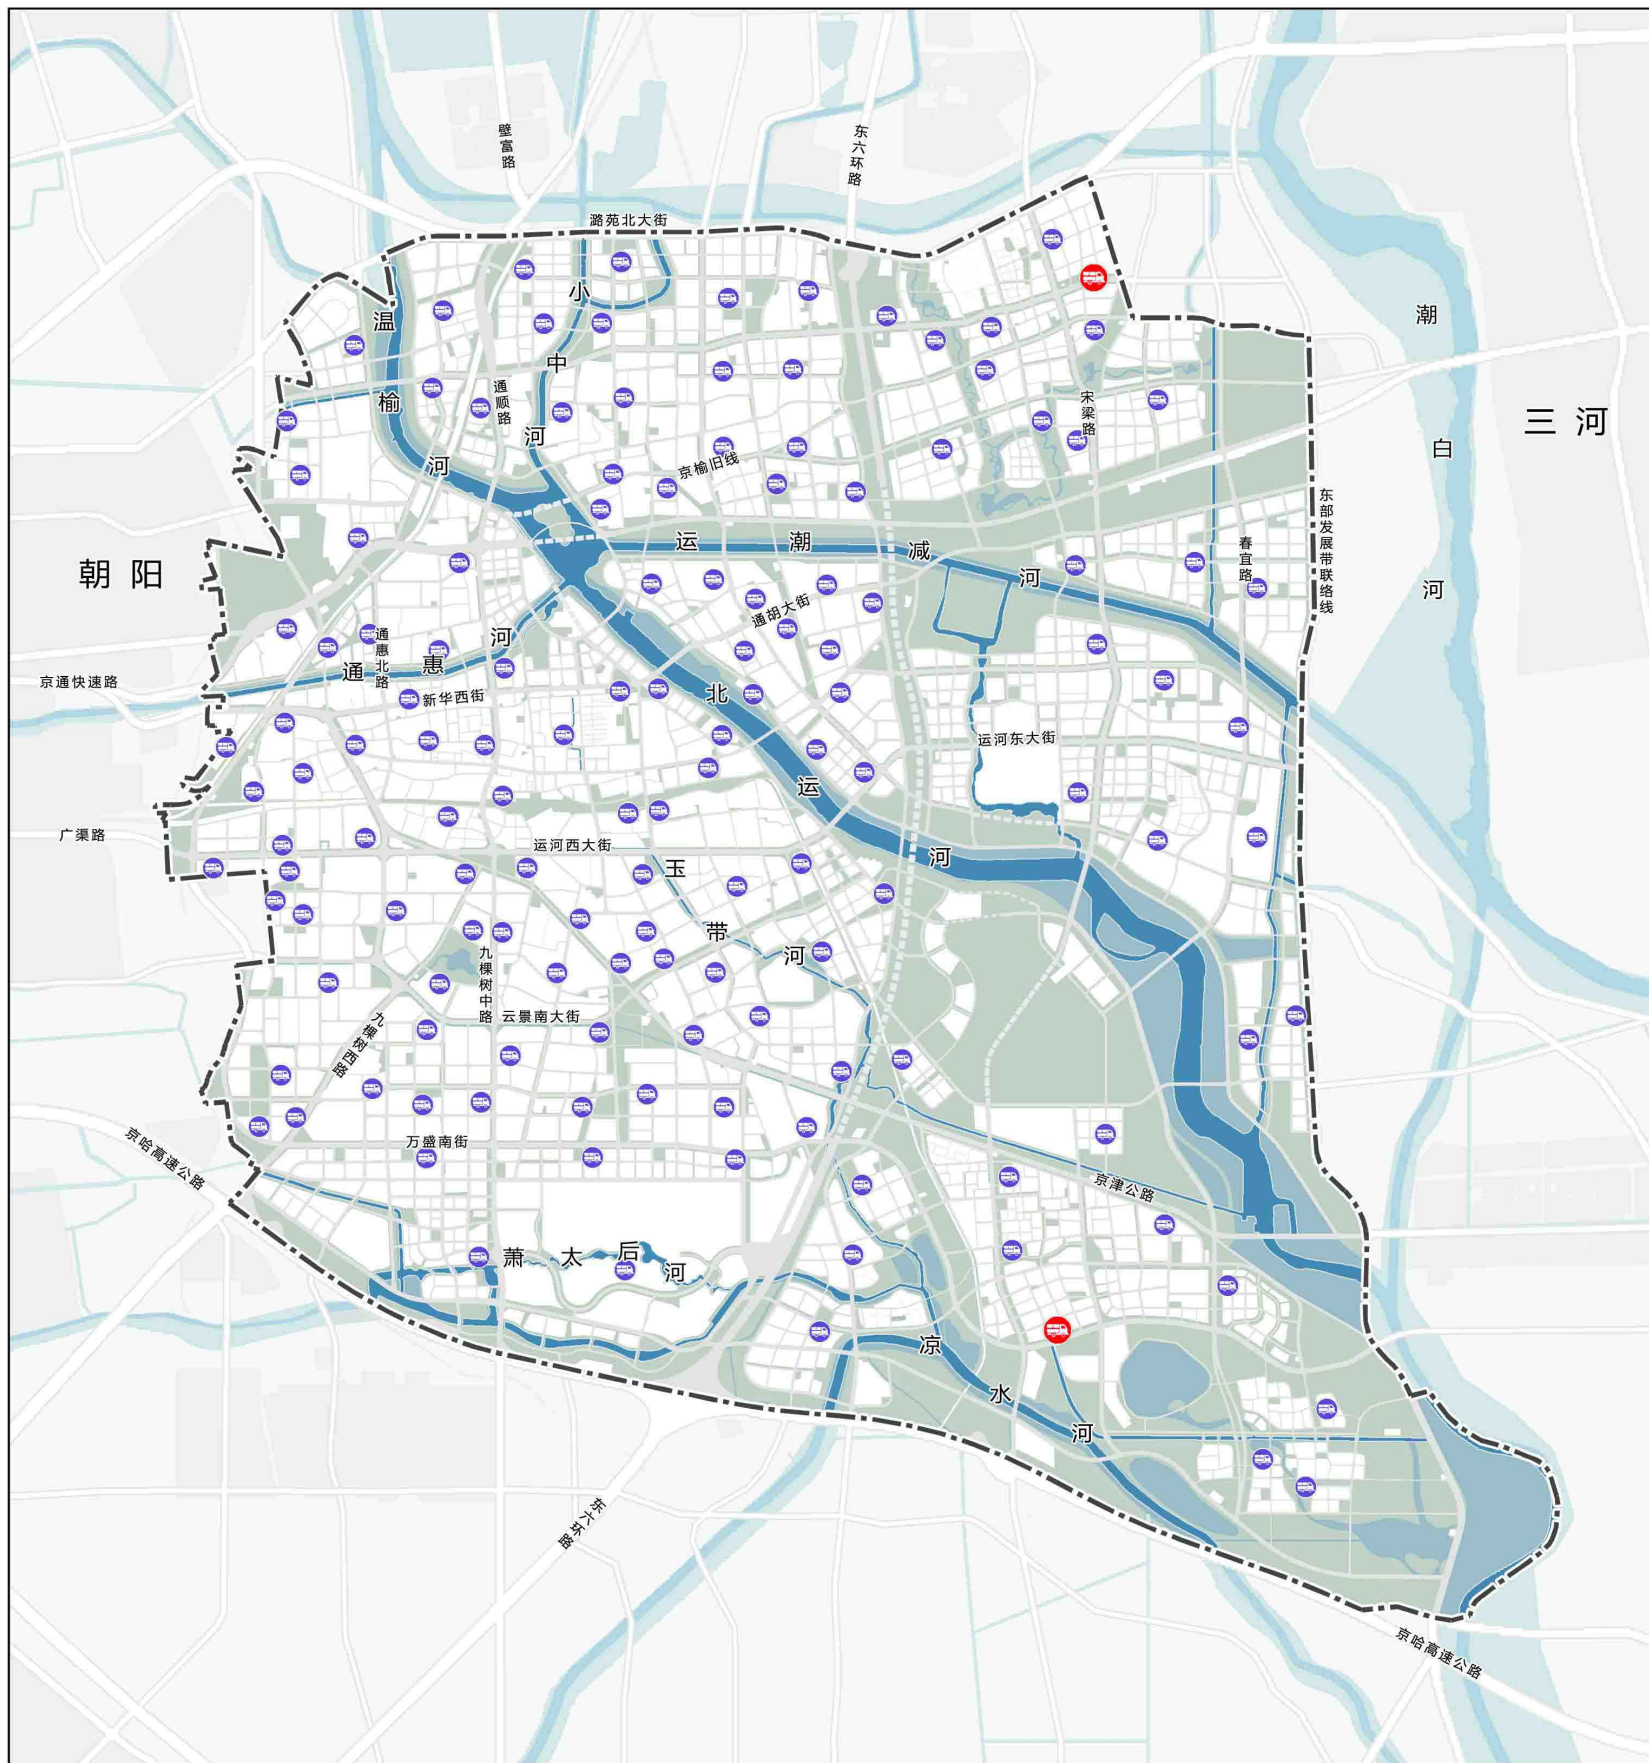 壁富路
东六环路
潞苑北大街
小中河
温榆河
潮白河
三河
通顺路
宋梁路
京榆旧线
东部发展带联络线
运潮减河
春宜路
朝阳
通胡大街
通惠北路
通惠河
京通快速路
新华西街
北运河
运河东大街
广渠路
运河西大街
玉带河
九棵树中路
云景南大街
九棵树西路
万盛南街
京哈高速公路
京津公路
萧太后河
凉水河
东六环路
京哈高速公路